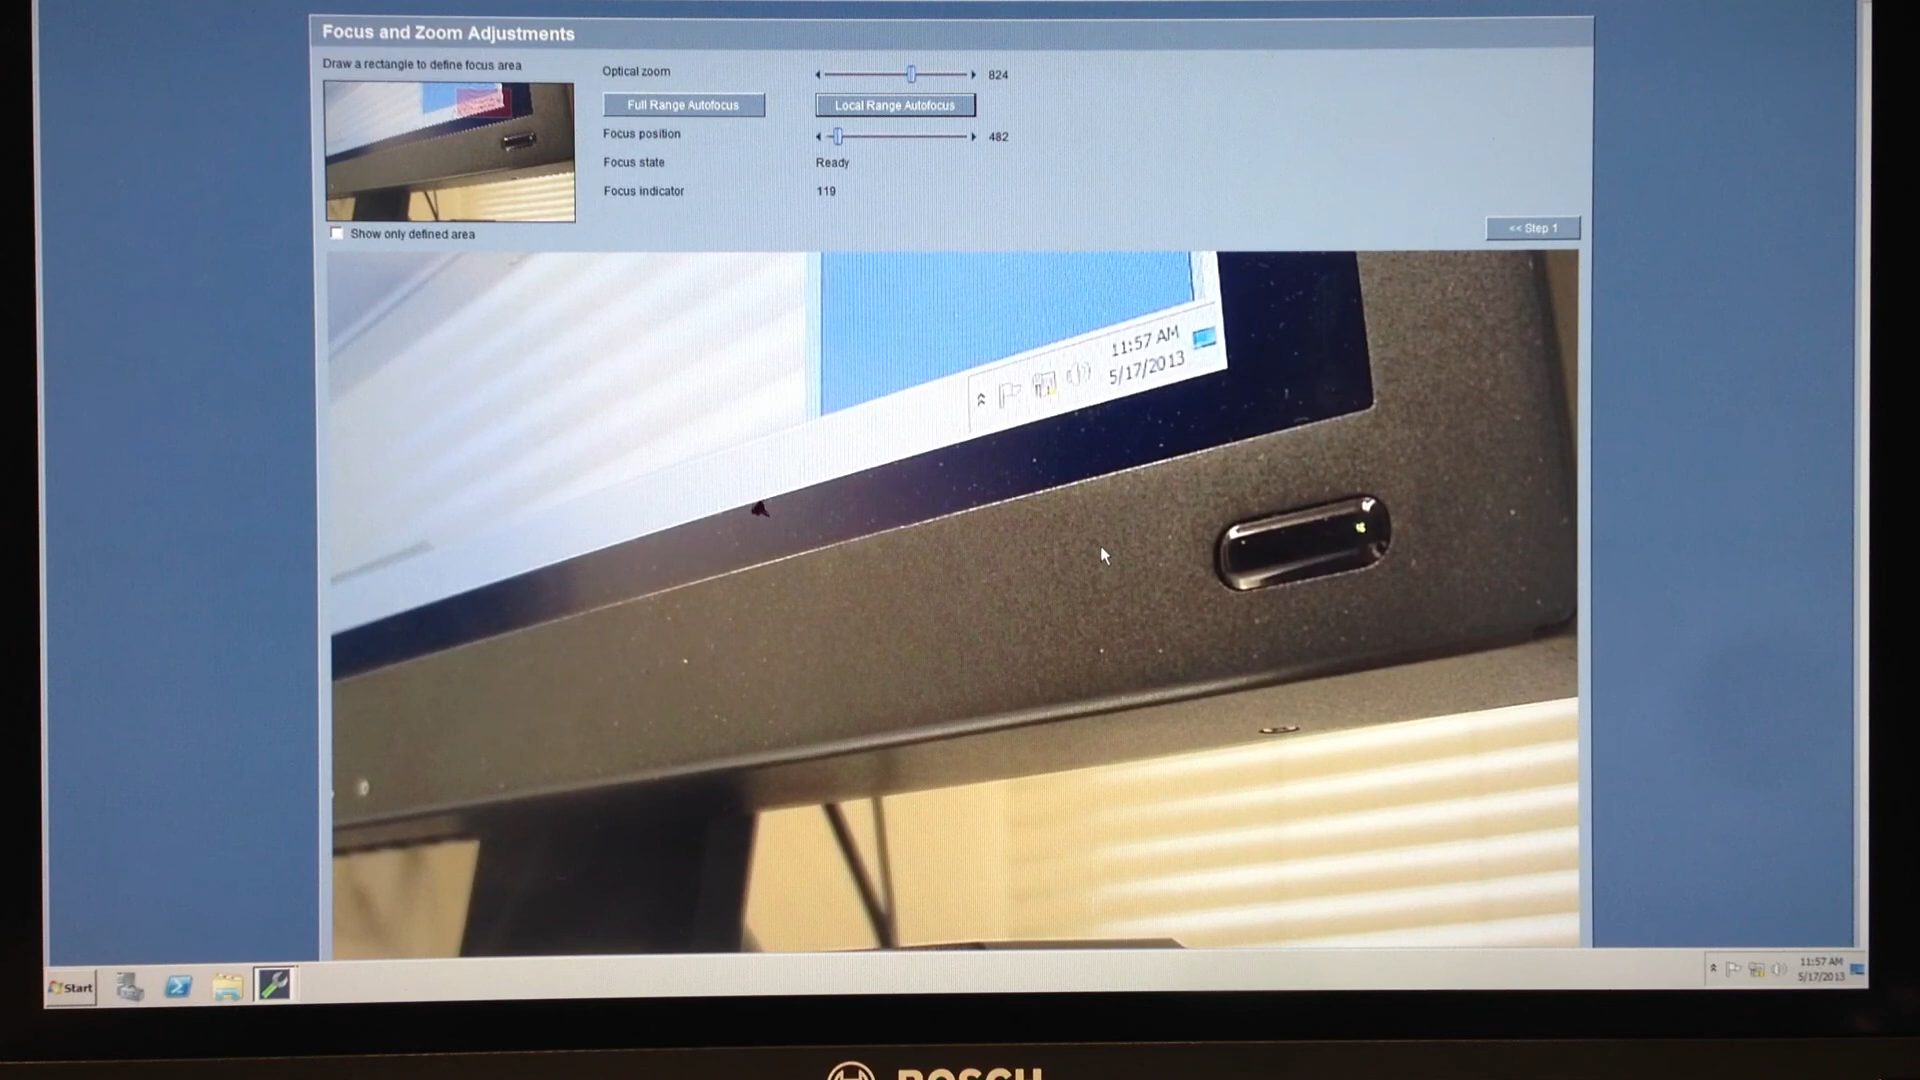 Focus and Zoom Adjustments
Draw a rectangle to define focus area
Optical zoom
824
Full Range Autofocus
Local Range Autofocus
Focus position
482
Focus state
Ready
Focus indicator
119
<< Step 1
Show only defined area
11:57 AM
5/17/2013
Start
11:57 AM
5/17/2013
BOSCH